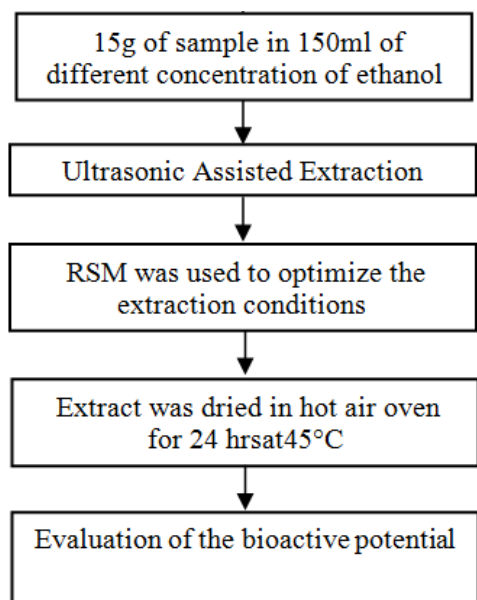 15g of sample in 150ml of
different concentration of ethanol
Ultrasonic Assisted Extraction
RSM was used to optimize the
extraction conditions
Extract was dried in hot air oven
for 24 hrsat45°C
Evaluation of the bioactive potential